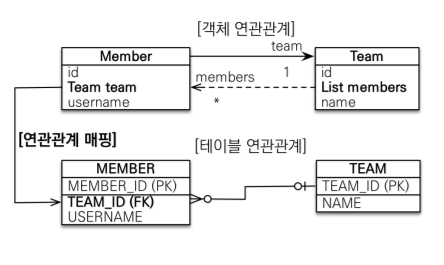 [객체 연관관계]
team
Member
id
Team team
username
members
1
*
Team
id
List members
name
[연관관계 매핑]
[테이블 연관관계]
MEMBER
MEMBER_ID (PK)
TEAM_ID (FK)
USERNAME
TEAM
TEAM_ID (PK)
NAME